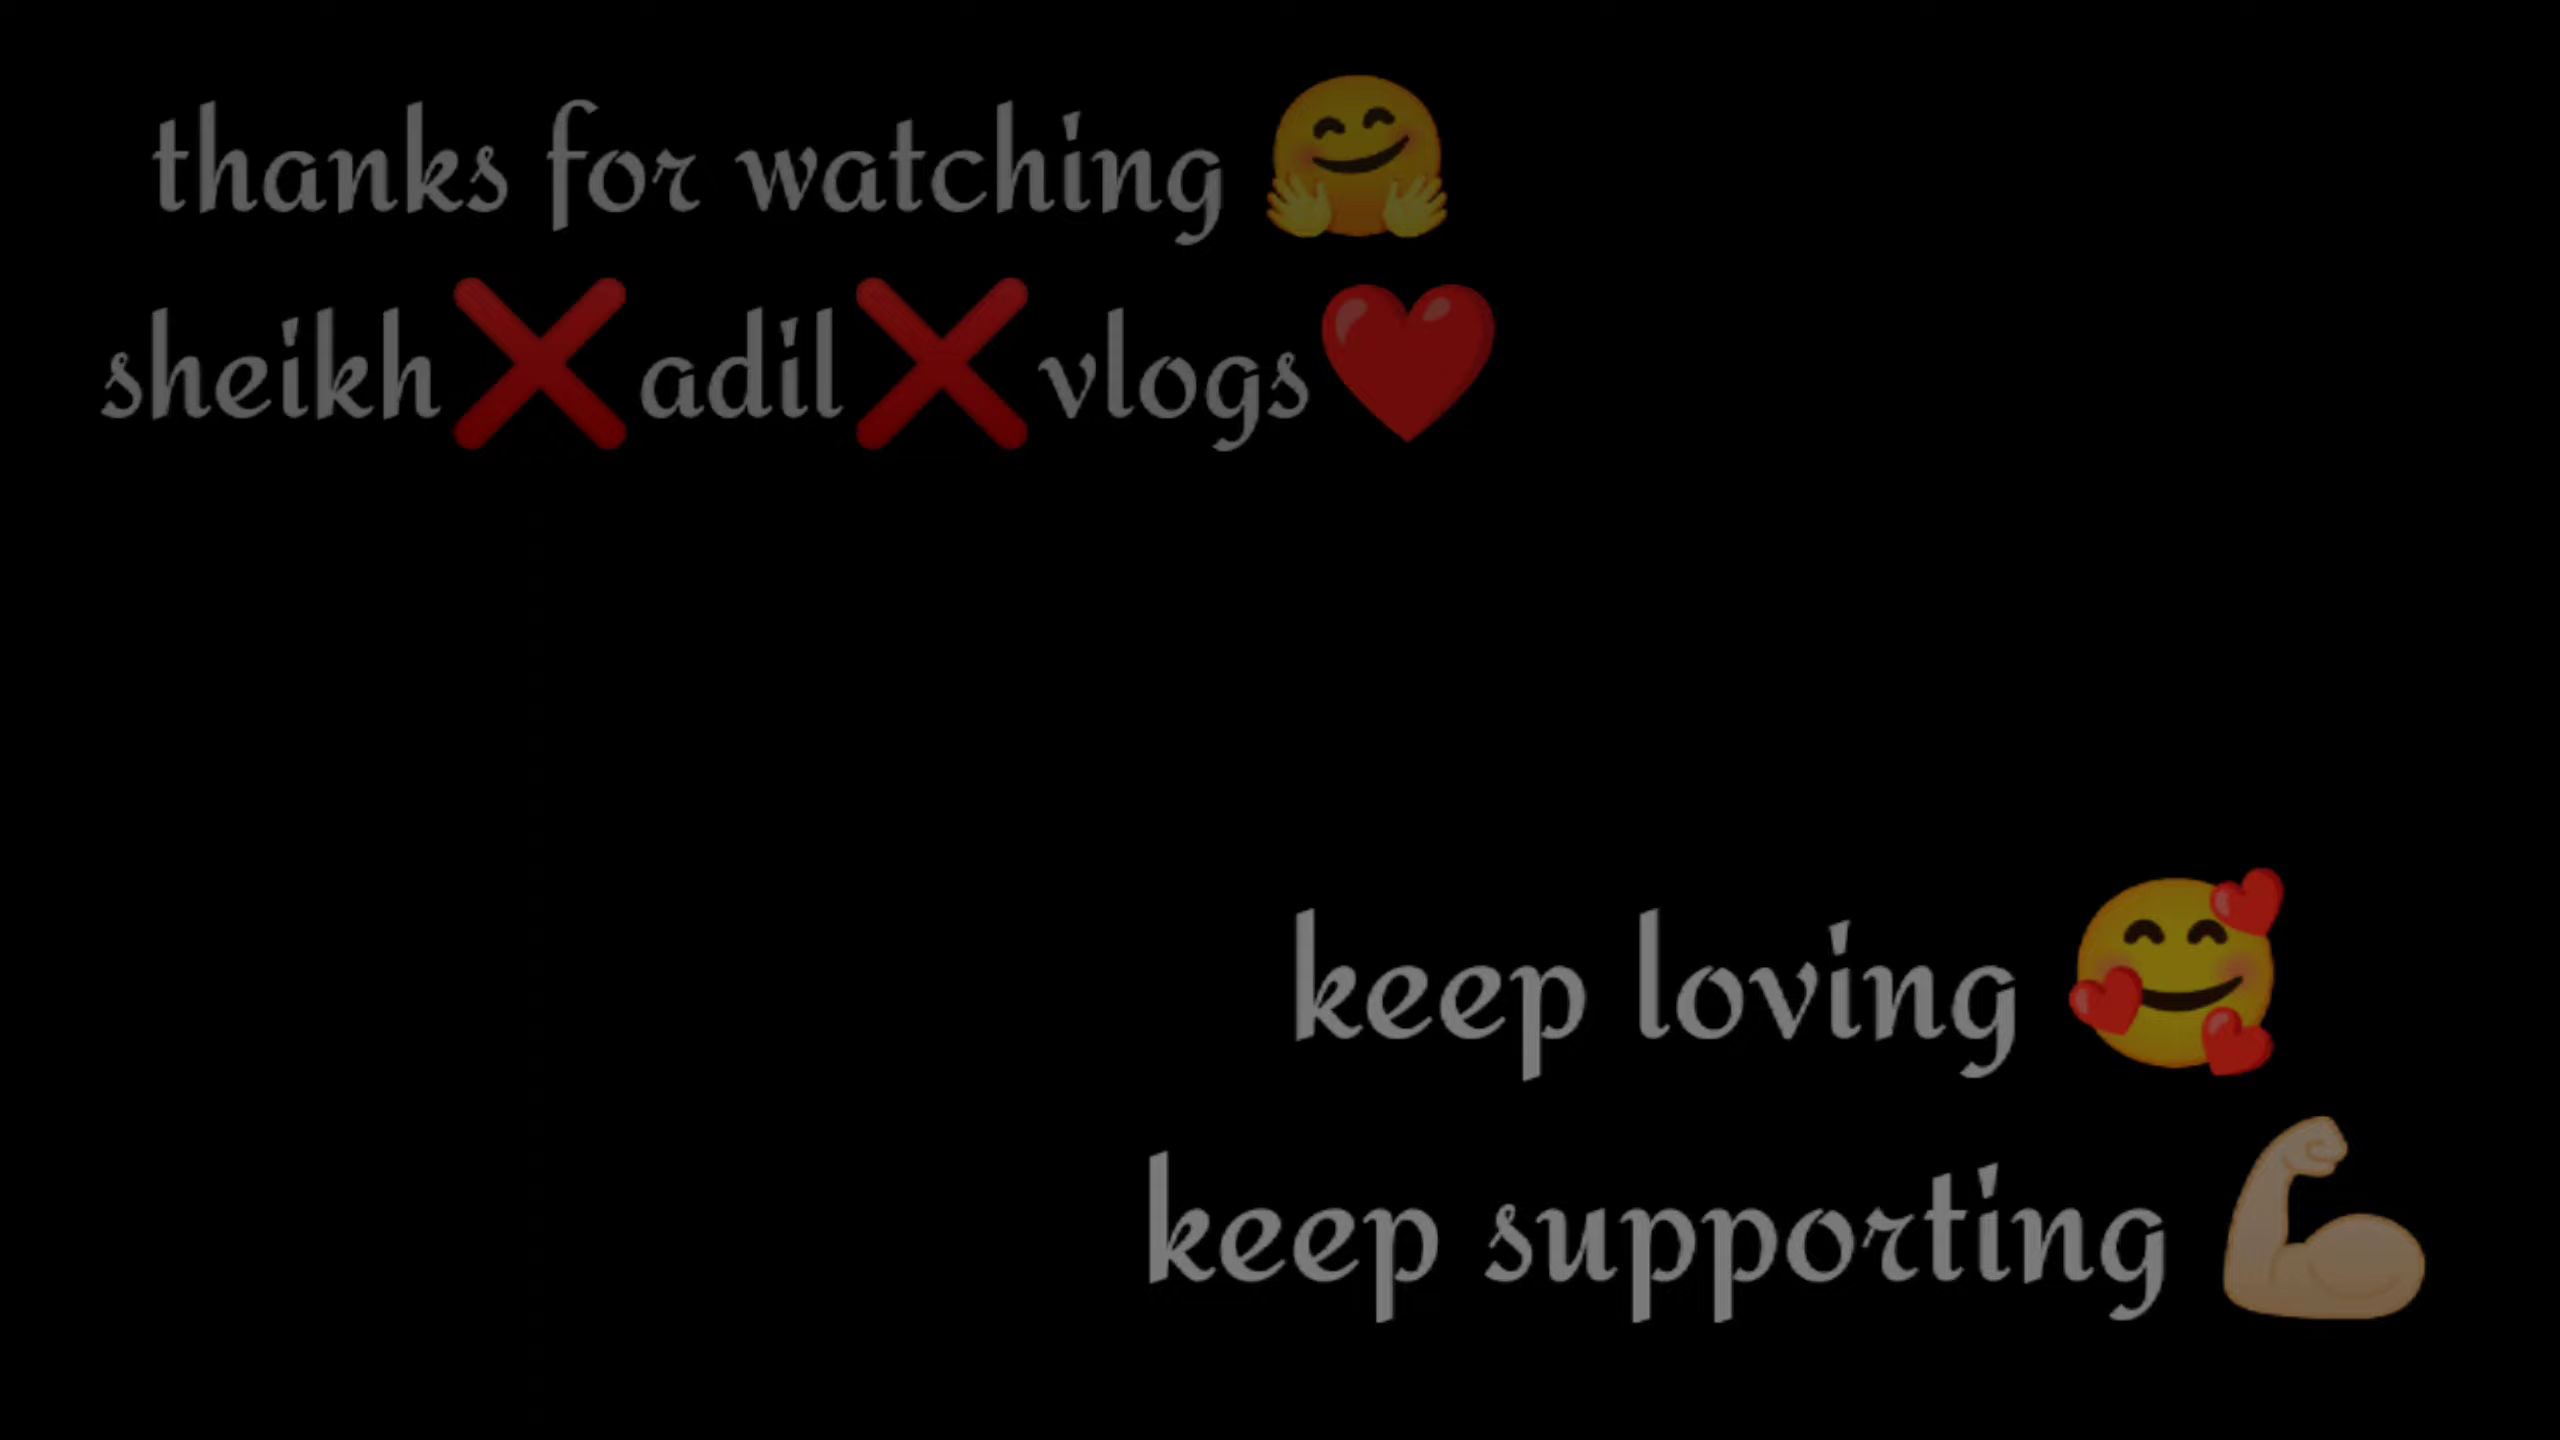 thanks for watching 🤗
sheikh❌adil❌vlogs❤️
keep loving 🥰
keep supporting 💪🏻